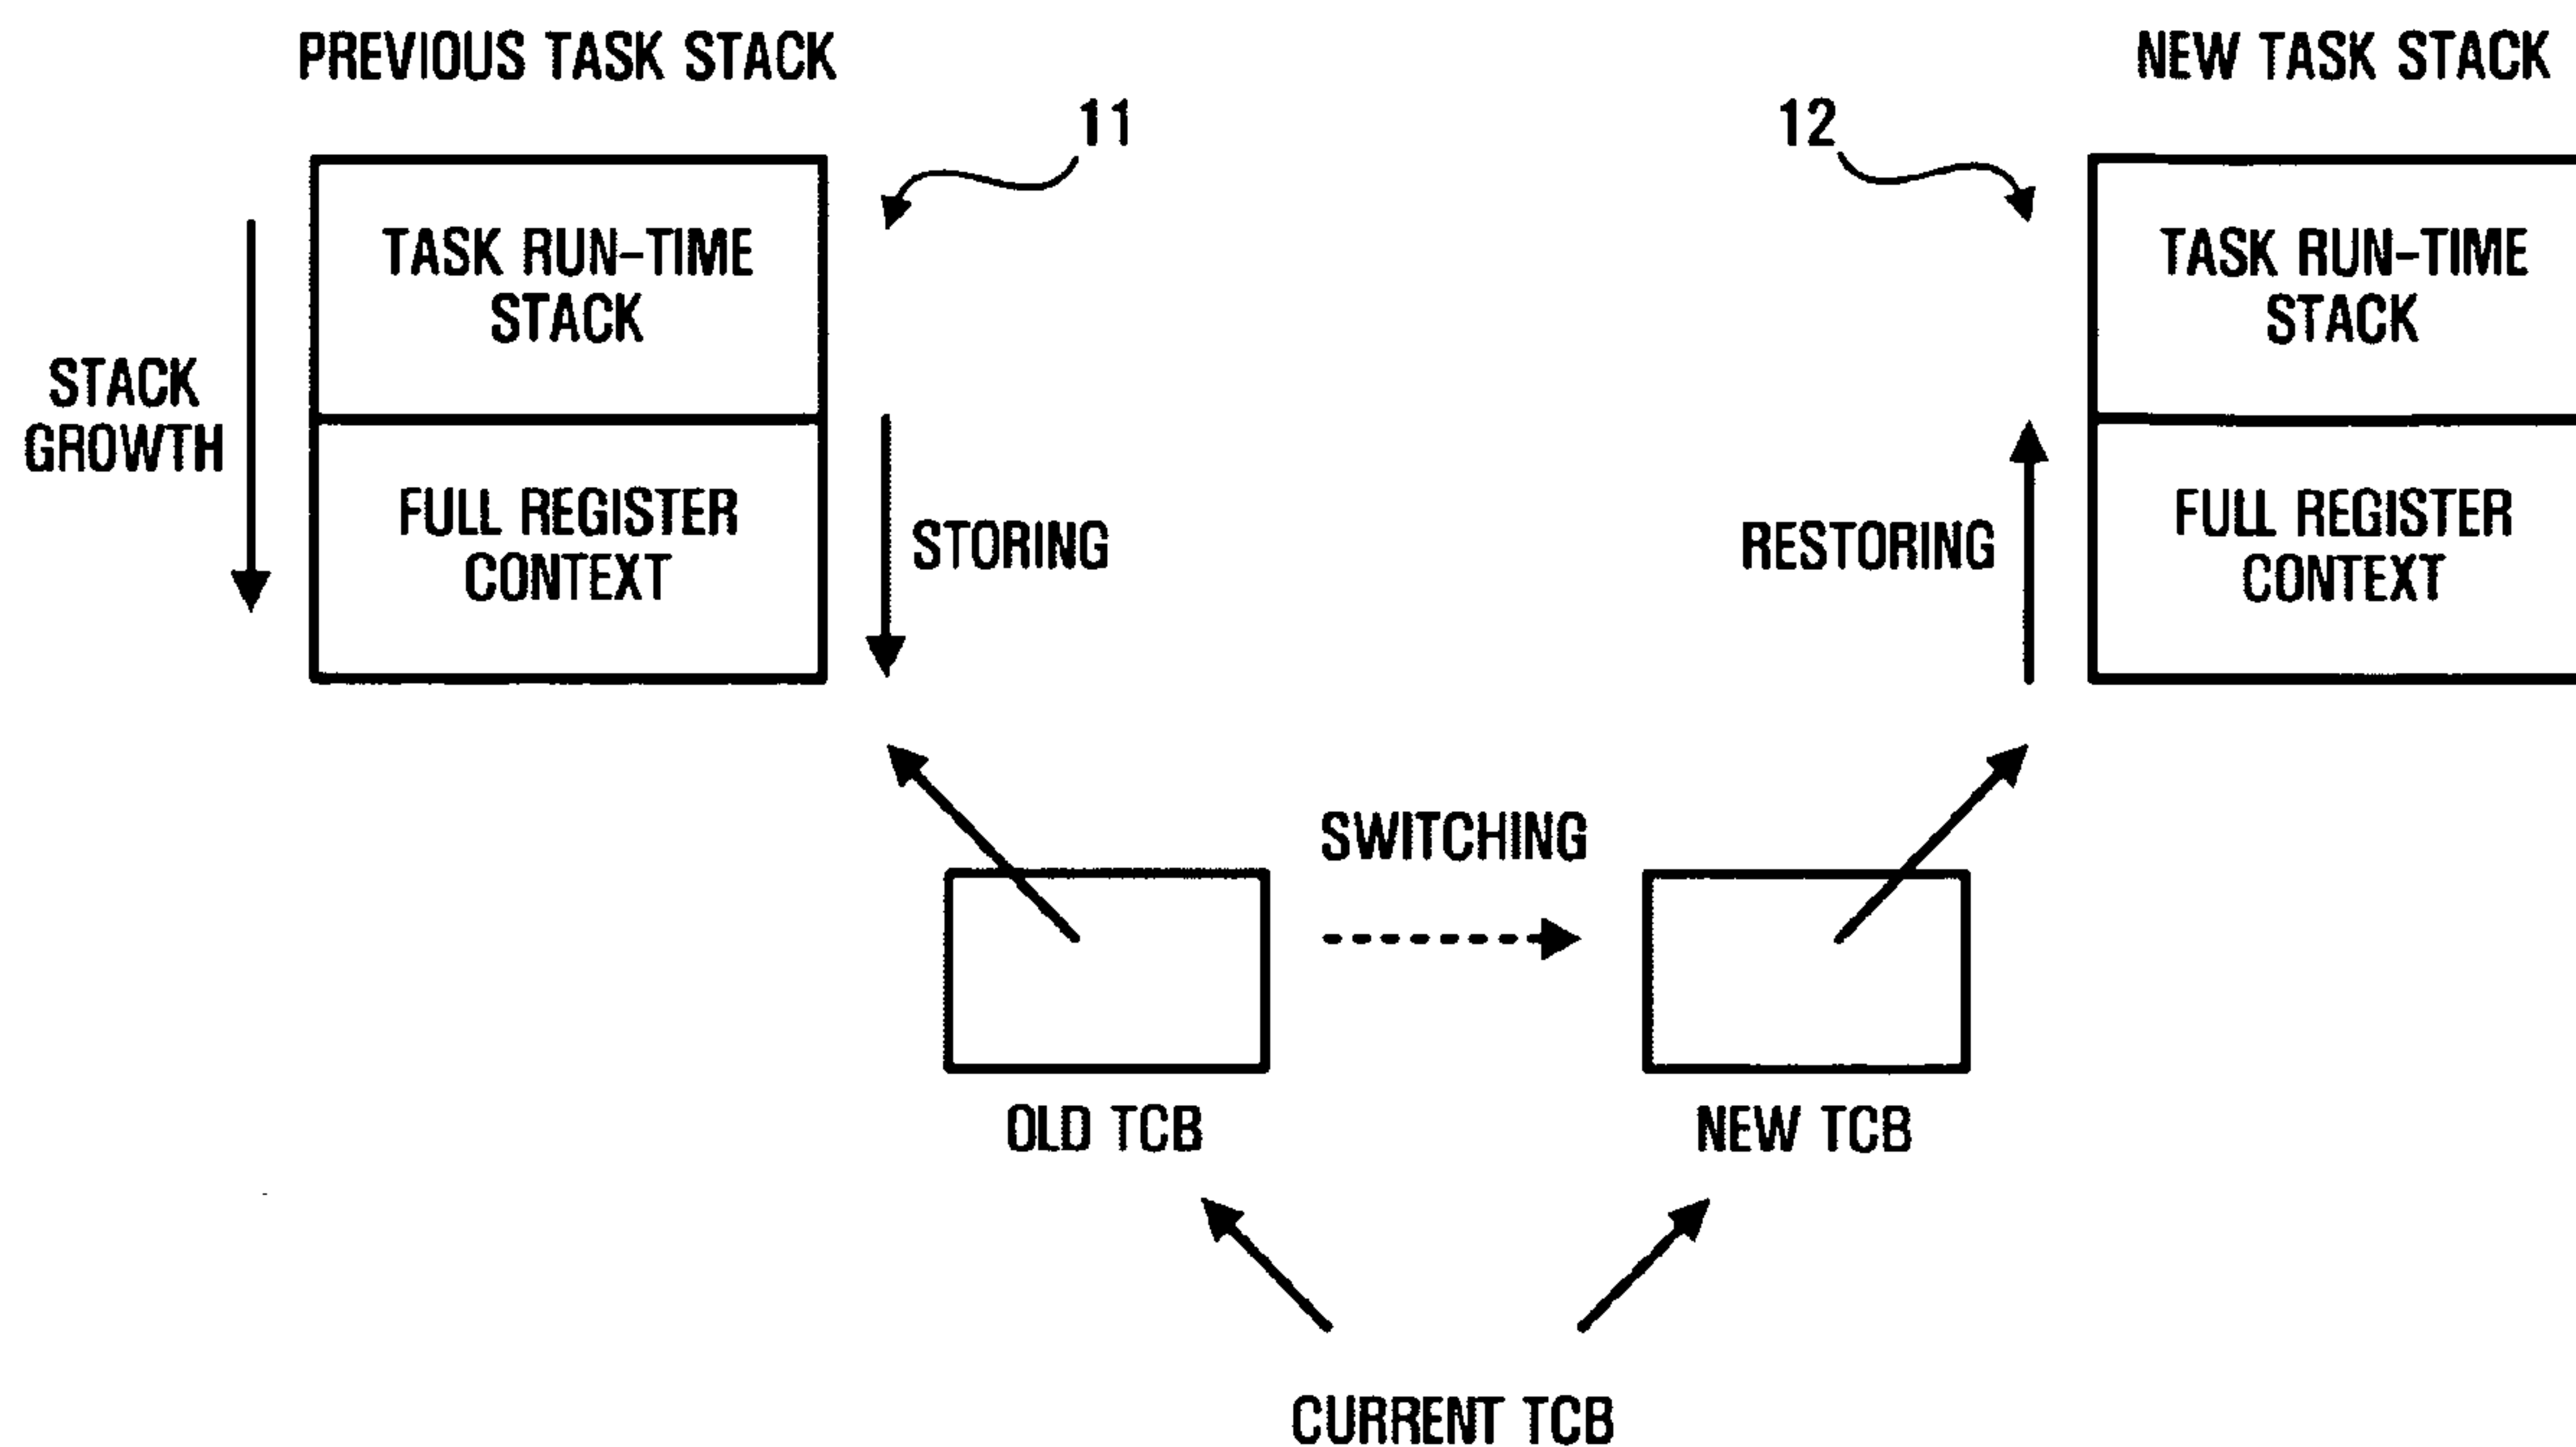 PREVIOUS TASK STACK
NEW TASK STACK
11
12
TASK RUN-TIME
STACK
TASK RUN-TIME
STACK
STACK
GROWTH
FULL REGISTER
CONTEXT
STORING
RESTORING
FULL REGISTER
CONTEXT
SWITCHING
OLD TCB
NEW TCB
CURRENT TCB